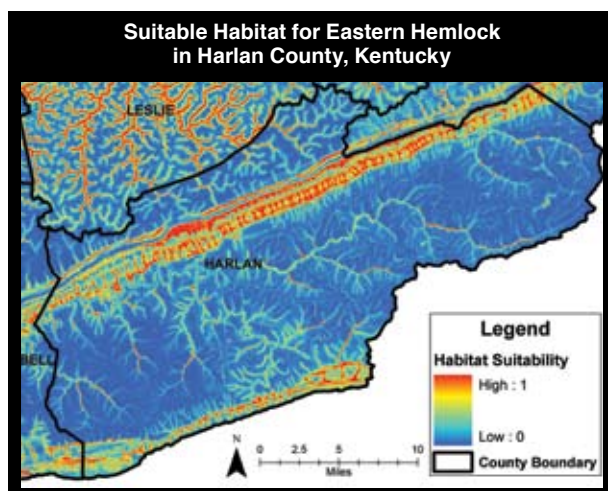 Suitable Habitat for Eastern Hemlock
in Harlan County, Kentucky
LESLIE
HARLAN
BELL
Legend
Habitat Suitability
High : 1
Low : 0
County Boundary
N
0 2.5 5 10
Miles